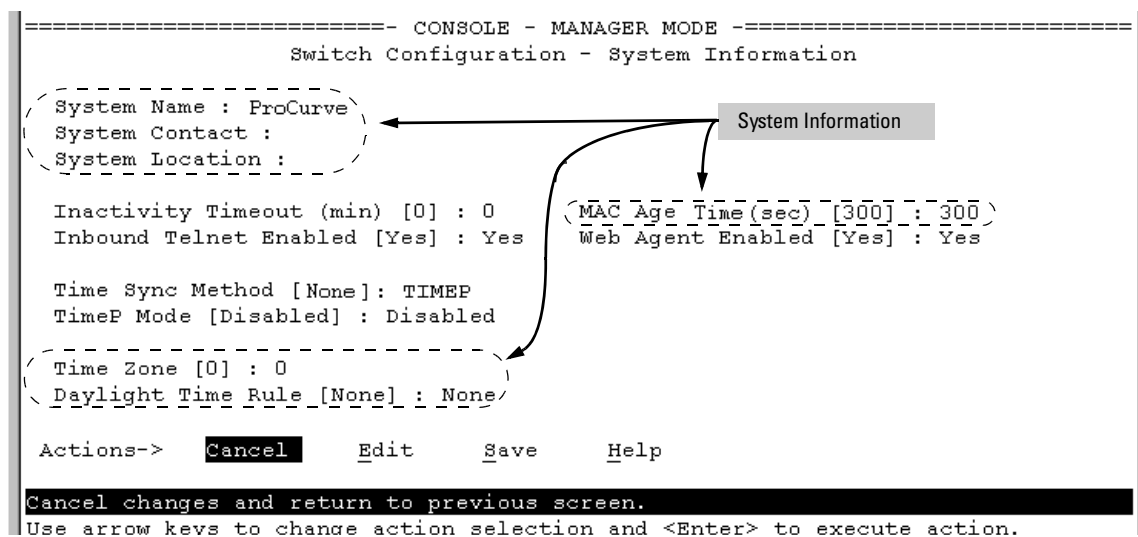 ==========================- CONSOLE - MANAGER MODE -============================
Switch Configuration - System Information
System Name : ProCurve
System Contact :
System Location :
System Information
Inactivity Timeout (min) [0] : 0   MAC Age Time(sec) [300] : 300
Inbound Telnet Enabled [Yes] : Yes   Web Agent Enabled [Yes] : Yes
Time Sync Method [None]: TIMEP
TimeP Mode [Disabled] : Disabled
Time Zone [0] : 0
Daylight Time Rule [None] : None
Actions->   Cancel   Edit   Save   Help
Cancel changes and return to previous screen.
Use arrow keys to change action selection and <Enter> to execute action.